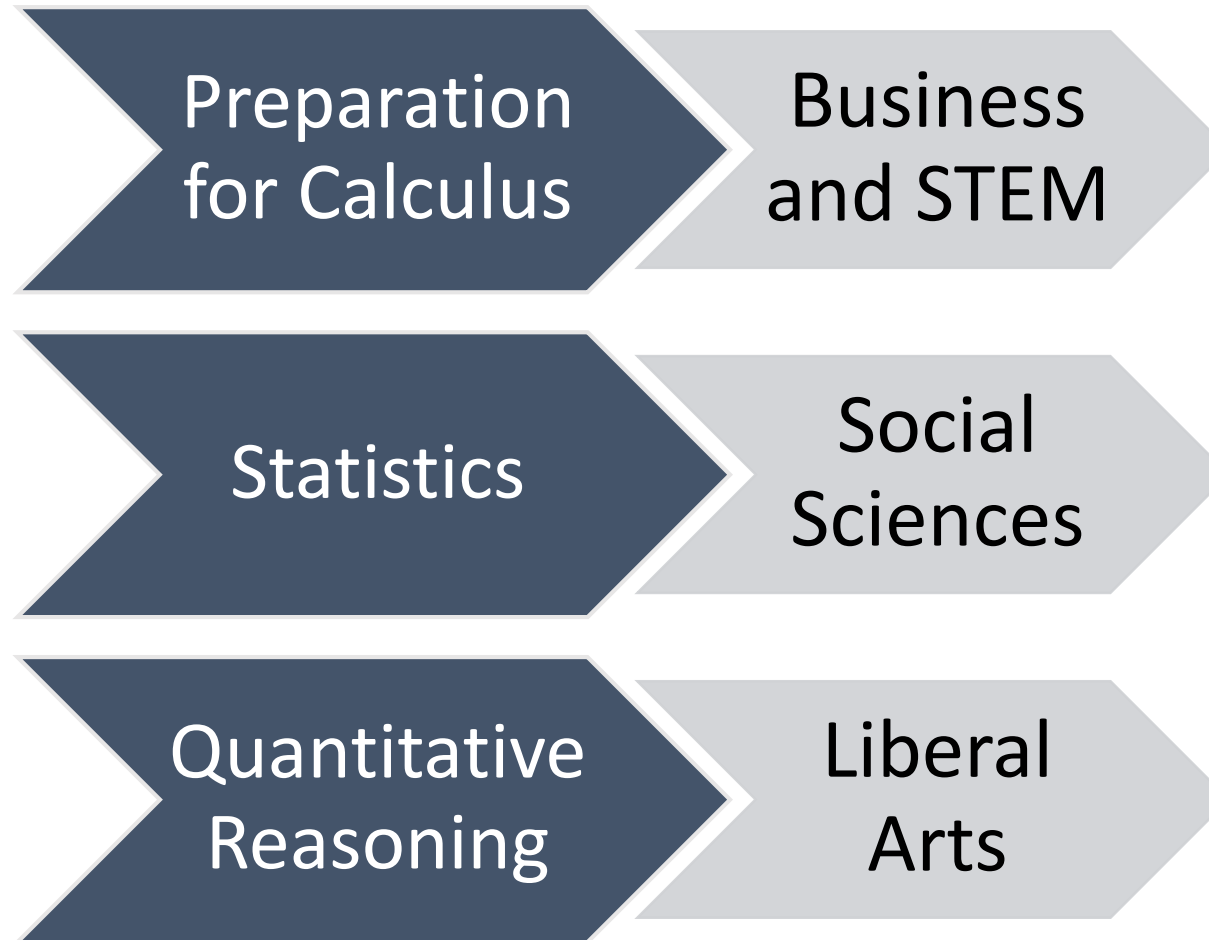 Preparation
for Calculus
Business
and STEM
Statistics
Social
Sciences
Quantitative
Reasoning
Liberal
Arts